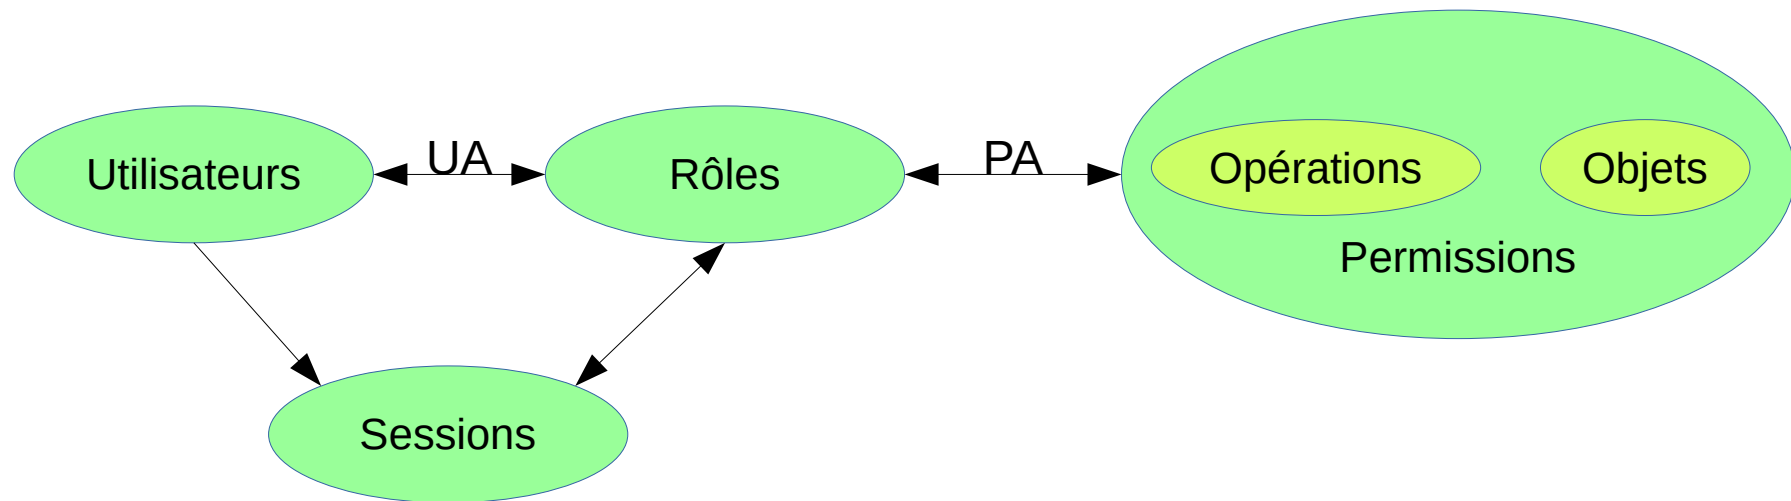 Utilisateurs
UA
Rôles
PA
Opérations
Objets
Permissions
Sessions